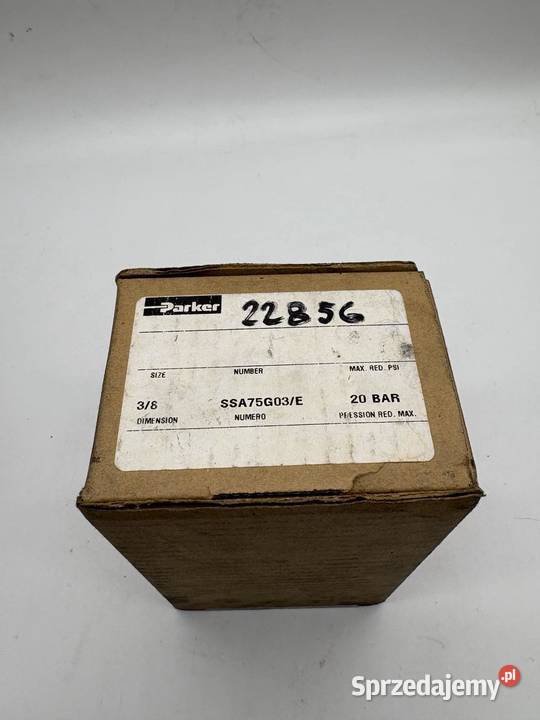 Parker
22856
SIZE NUMBER MAX. RED. PSI
3/8 SSA75G03/E 20 BAR
DIMENSION NUMERO PRESSION RED. MAX.
Sprzedajemy.pl